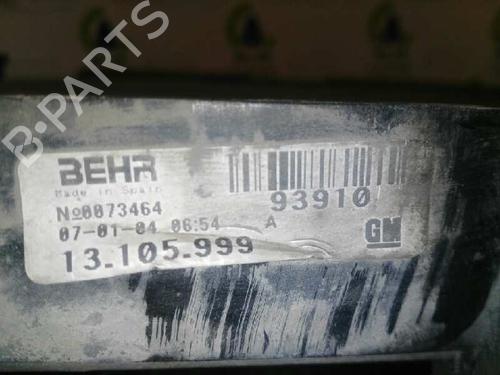 BEHR
Made in Spain
93910
Nº0073464
07-01-04 06:54 A
13.105.999
GM
B-PARTS